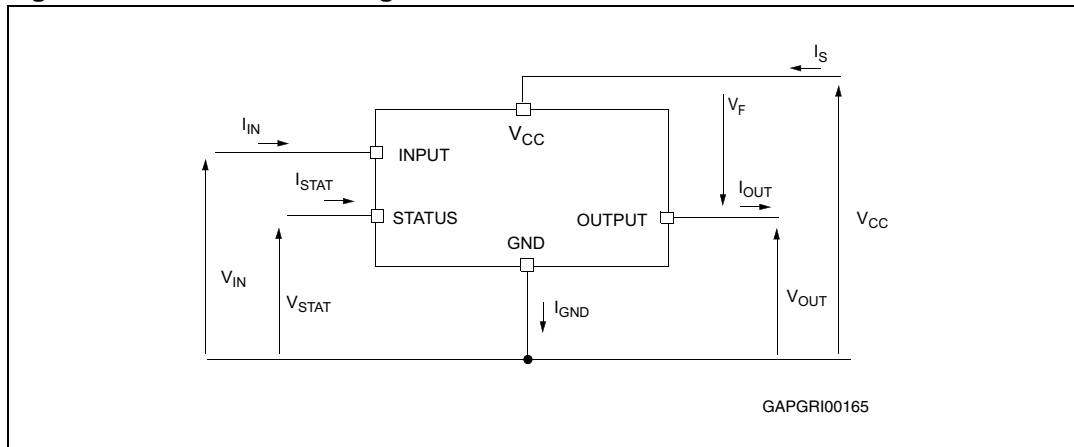 I_S
V_F
I_IN
V_CC
INPUT
I_STAT
I_OUT
STATUS
OUTPUT
V_CC
GND
V_IN
V_STAT
I_GND
V_OUT
GAPGRI00165